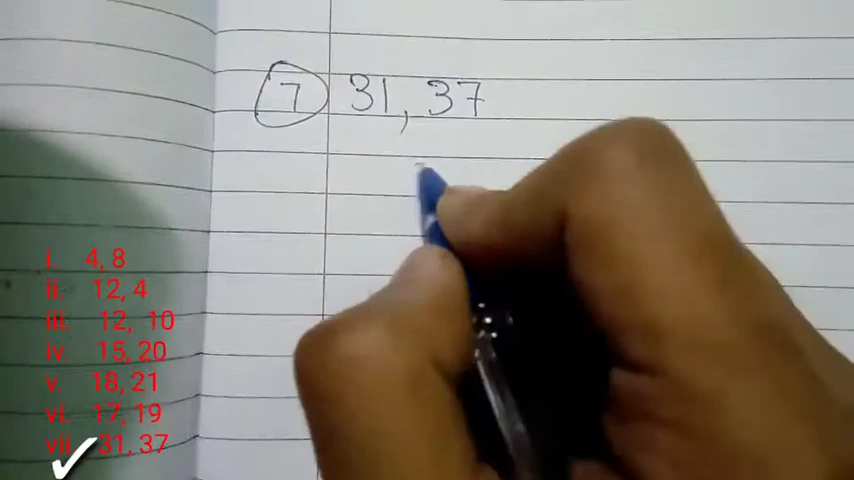 7 31, 37
i. 4, 8
ii. 12, 4
iii. 12, 10
iv 15, 20
v. 18, 21
vi. 17, 19
vii 31, 37